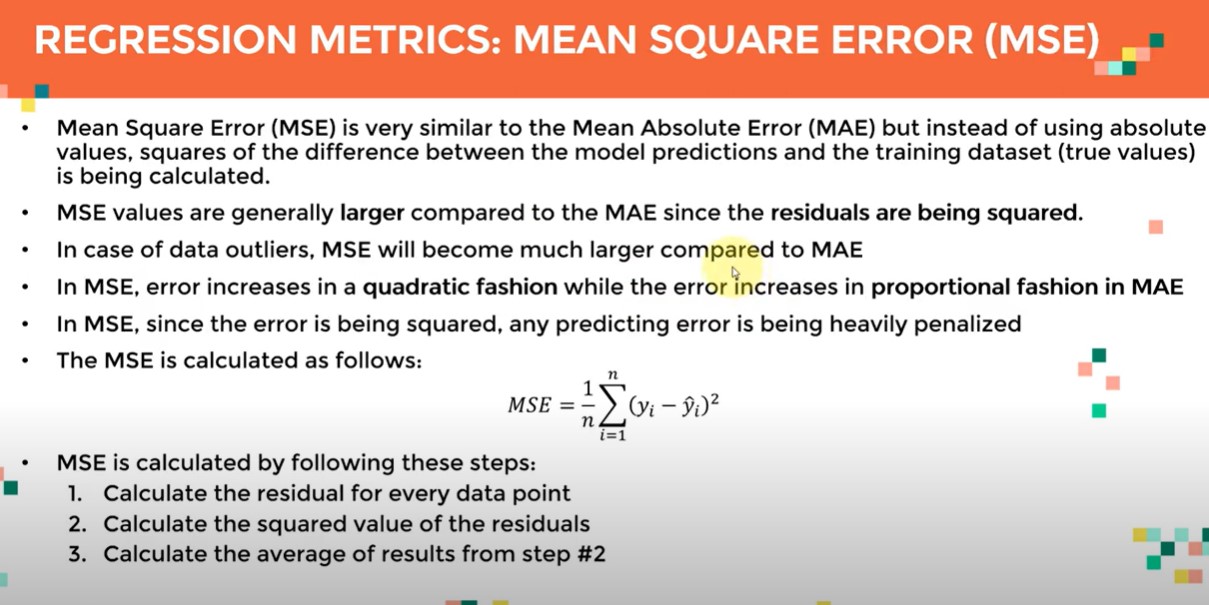 REGRESSION METRICS: MEAN SQUARE ERROR (MSE)
• Mean Square Error (MSE) is very similar to the Mean Absolute Error (MAE) but instead of using absolute
values, squares of the difference between the model predictions and the training dataset (true values)
is being calculated.
• MSE values are generally larger compared to the MAE since the residuals are being squared.
• In case of data outliers, MSE will become much larger compared to MAE
• In MSE, error increases in a quadratic fashion while the error increases in proportional fashion in MAE
• In MSE, since the error is being squared, any predicting error is being heavily penalized
• The MSE is calculated as follows:
MSE = \frac{1}{n} \sum_{i=1}^{n} (y_i − ŷ_i)²
• MSE is calculated by following these steps:
1. Calculate the residual for every data point
2. Calculate the squared value of the residuals
3. Calculate the average of results from step #2